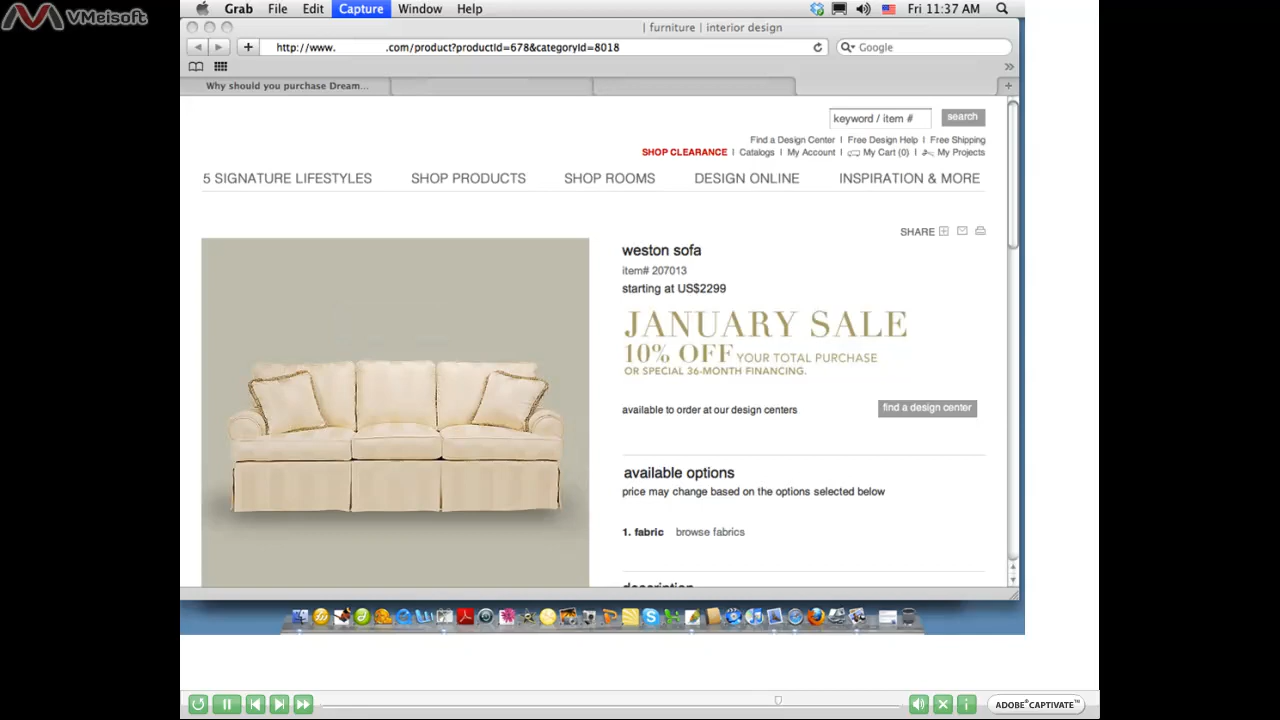 VMeisoft
Grab File Edit Capture Window Help Fri 11:37 AM
| furniture | interior design
http://www. .com/product?productId=678&categoryId=8018
Google
Why should you purchase Dream...
keyword / item # search
Find a Design Center | Free Design Help | Free Shipping
SHOP CLEARANCE | Catalogs | My Account | My Cart (0) | My Projects
5 SIGNATURE LIFESTYLES SHOP PRODUCTS SHOP ROOMS DESIGN ONLINE INSPIRATION & MORE
SHARE
weston sofa
item# 207013
starting at US$2299
JANUARY SALE
10% OFF YOUR TOTAL PURCHASE
OR SPECIAL 36-MONTH FINANCING.
available to order at our design centers find a design center
available options
price may change based on the options selected below
1. fabric browse fabrics
description
ADOBE® CAPTIVATE™